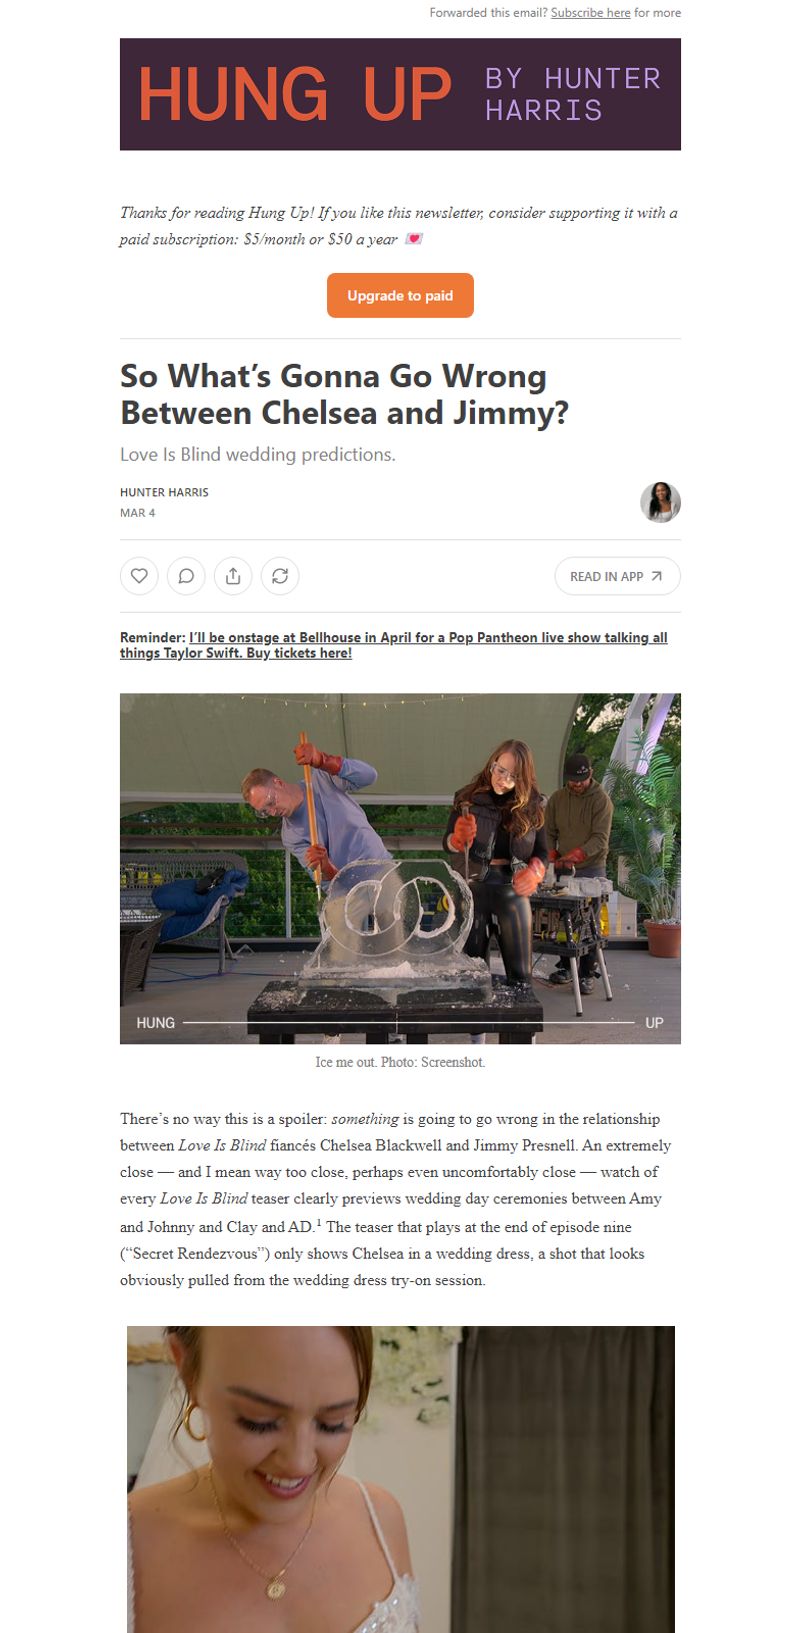 Forwarded this email? Subscribe here for more
HUNG UP BY HUNTER
HARRIS
Thanks for reading Hung Up! If you like this newsletter, consider supporting it with a
paid subscription: $5/month or $50 a year 💌
Upgrade to paid
So What’s Gonna Go Wrong
Between Chelsea and Jimmy?
Love Is Blind wedding predictions.
HUNTER HARRIS
MAR 4
READ IN APP
Reminder: I’ll be onstage at Bellhouse in April for a Pop Pantheon live show talking all
things Taylor Swift. Buy tickets here!
HUNG UP
Ice me out. Photo: Screenshot.
There’s no way this is a spoiler: something is going to go wrong in the relationship
between Love Is Blind fiancés Chelsea Blackwell and Jimmy Presnell. An extremely
close — and I mean way too close, perhaps even uncomfortably close — watch of
every Love Is Blind teaser clearly previews wedding day ceremonies between Amy
and Johnny and Clay and AD.¹ The teaser that plays at the end of episode nine
(“Secret Rendezvous”) only shows Chelsea in a wedding dress, a shot that looks
obviously pulled from the wedding dress try-on session.